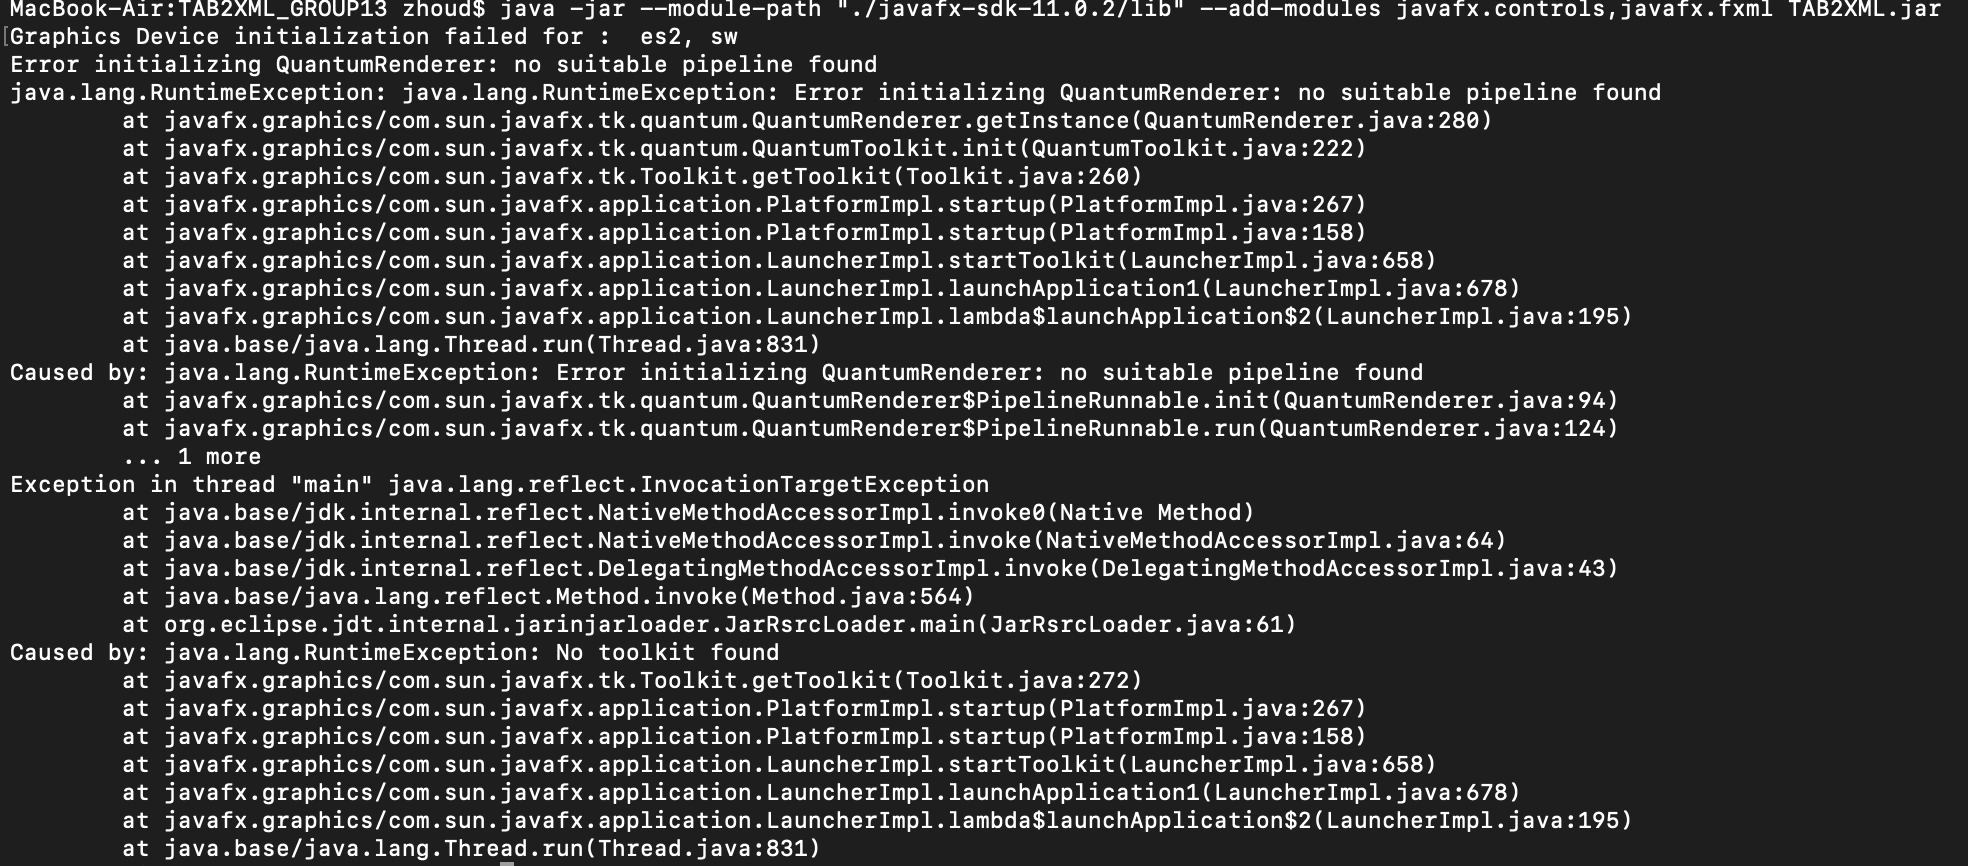 MacBook-Air:TAB2XML_GROUP13 zhoud$ java -jar --module-path "./javafx-sdk-11.0.2/lib" --add-modules javafx.controls,javafx.fxml TAB2XML.jar
[Graphics Device initialization failed for :  es2, sw
Error initializing QuantumRenderer: no suitable pipeline found
java.lang.RuntimeException: java.lang.RuntimeException: Error initializing QuantumRenderer: no suitable pipeline found
        at javafx.graphics/com.sun.javafx.tk.quantum.QuantumRenderer.getInstance(QuantumRenderer.java:280)
        at javafx.graphics/com.sun.javafx.tk.quantum.QuantumToolkit.init(QuantumToolkit.java:222)
        at javafx.graphics/com.sun.javafx.tk.Toolkit.getToolkit(Toolkit.java:260)
        at javafx.graphics/com.sun.javafx.application.PlatformImpl.startup(PlatformImpl.java:267)
        at javafx.graphics/com.sun.javafx.application.PlatformImpl.startup(PlatformImpl.java:158)
        at javafx.graphics/com.sun.javafx.application.LauncherImpl.startToolkit(LauncherImpl.java:658)
        at javafx.graphics/com.sun.javafx.application.LauncherImpl.launchApplication1(LauncherImpl.java:678)
        at javafx.graphics/com.sun.javafx.application.LauncherImpl.lambda$launchApplication$2(LauncherImpl.java:195)
        at java.base/java.lang.Thread.run(Thread.java:831)
Caused by: java.lang.RuntimeException: Error initializing QuantumRenderer: no suitable pipeline found
        at javafx.graphics/com.sun.javafx.tk.quantum.QuantumRenderer$PipelineRunnable.init(QuantumRenderer.java:94)
        at javafx.graphics/com.sun.javafx.tk.quantum.QuantumRenderer$PipelineRunnable.run(QuantumRenderer.java:124)
        ... 1 more
Exception in thread "main" java.lang.reflect.InvocationTargetException
        at java.base/jdk.internal.reflect.NativeMethodAccessorImpl.invoke0(Native Method)
        at java.base/jdk.internal.reflect.NativeMethodAccessorImpl.invoke(NativeMethodAccessorImpl.java:64)
        at java.base/jdk.internal.reflect.DelegatingMethodAccessorImpl.invoke(DelegatingMethodAccessorImpl.java:43)
        at java.base/java.lang.reflect.Method.invoke(Method.java:564)
        at org.eclipse.jdt.internal.jarinjarloader.JarRsrcLoader.main(JarRsrcLoader.java:61)
Caused by: java.lang.RuntimeException: No toolkit found
        at javafx.graphics/com.sun.javafx.tk.Toolkit.getToolkit(Toolkit.java:272)
        at javafx.graphics/com.sun.javafx.application.PlatformImpl.startup(PlatformImpl.java:267)
        at javafx.graphics/com.sun.javafx.application.PlatformImpl.startup(PlatformImpl.java:158)
        at javafx.graphics/com.sun.javafx.application.LauncherImpl.startToolkit(LauncherImpl.java:658)
        at javafx.graphics/com.sun.javafx.application.LauncherImpl.launchApplication1(LauncherImpl.java:678)
        at javafx.graphics/com.sun.javafx.application.LauncherImpl.lambda$launchApplication$2(LauncherImpl.java:195)
        at java.base/java.lang.Thread.run(Thread.java:831)